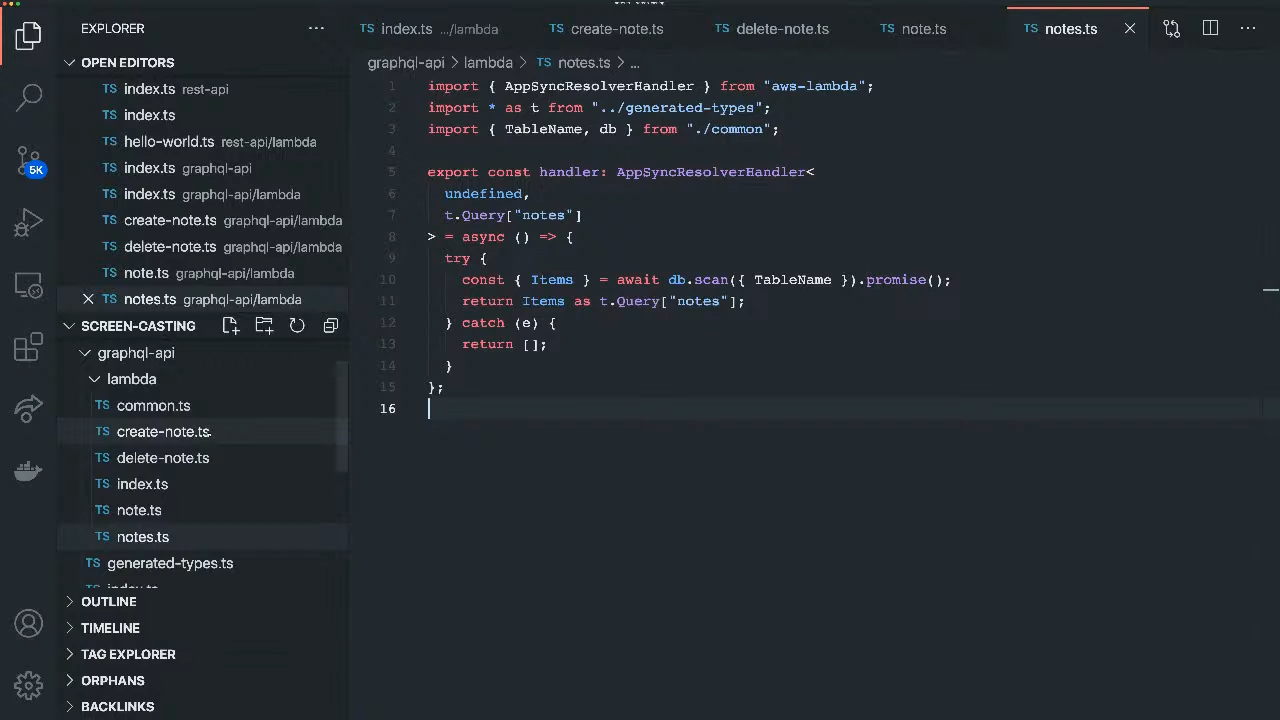 EXPLORER
OPEN EDITORS
TS index.ts rest-api
TS index.ts
TS hello-world.ts rest-api/lambda
TS index.ts graphql-api
TS index.ts graphql-api/lambda
TS create-note.ts graphql-api/lambda
TS delete-note.ts graphql-api/lambda
TS note.ts graphql-api/lambda
TS notes.ts graphql-api/lambda
SCREEN-CASTING
graphql-api
lambda
TS common.ts
TS create-note.ts
TS delete-note.ts
TS index.ts
TS note.ts
TS notes.ts
TS generated-types.ts
TS index.ts
OUTLINE
TIMELINE
TAG EXPLORER
ORPHANS
BACKLINKS
5K
TS index.ts .../lambda TS create-note.ts TS delete-note.ts TS note.ts TS notes.ts
graphql-api > lambda > TS notes.ts > ...
1 import { AppSyncResolverHandler } from "aws-lambda";
2 import * as t from "../generated-types";
3 import { TableName, db } from "./common";
4
5 export const handler: AppSyncResolverHandler<
6 undefined,
7 t.Query["notes"]
8 > = async () => {
9 try {
10 const { Items } = await db.scan({ TableName }).promise();
11 return Items as t.Query["notes"];
12 } catch (e) {
13 return [];
14 }
15 };
16